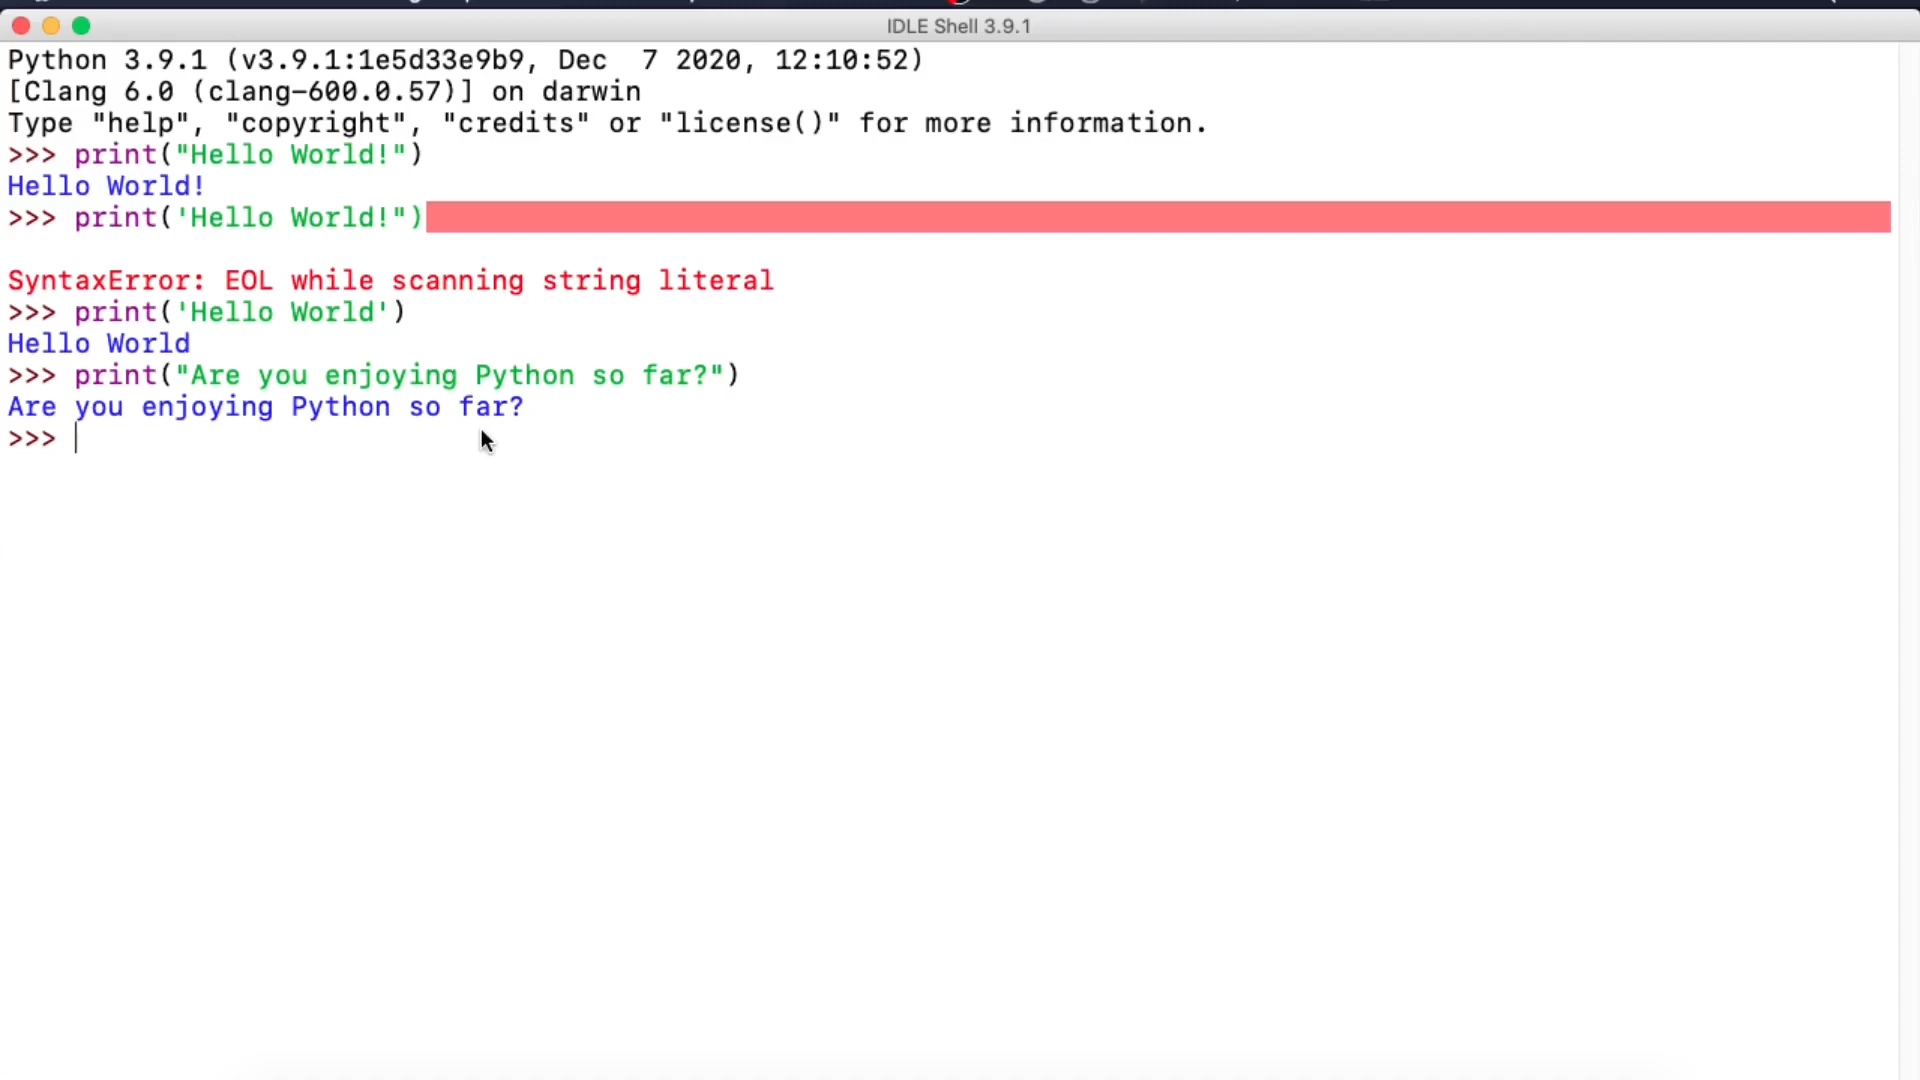 IDLE Shell 3.9.1
Python 3.9.1 (v3.9.1:1e5d33e9b9, Dec  7 2020, 12:10:52)
[Clang 6.0 (clang-600.0.57)] on darwin
Type "help", "copyright", "credits" or "license()" for more information.
>>> print("Hello World!")
Hello World!
>>> print('Hello World!")
SyntaxError: EOL while scanning string literal
>>> print('Hello World')
Hello World
>>> print("Are you enjoying Python so far?")
Are you enjoying Python so far?
>>>